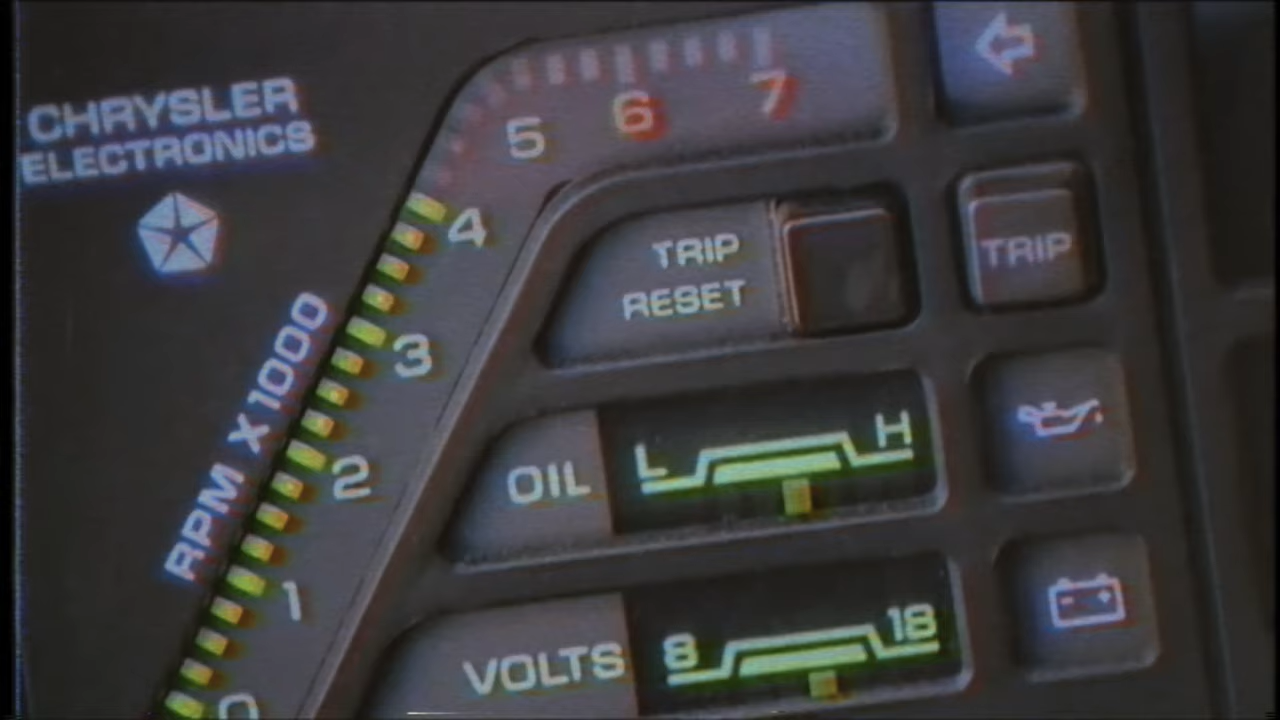 CHRYSLER
ELECTRONICS
RPM X 1000
7
6
5
4
3
2
1
0
TRIP
RESET
TRIP
OIL
L H
VOLTS
8 18
- +